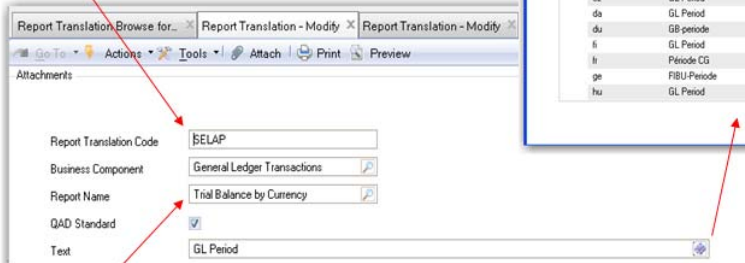 Report Translation Browse for...
Report Translation - Modify
Report Translation - Modify
Go To
Actions
Tools
Attach
Print
Preview
Attachments
Report Translation Code
SELAP
Business Component
General Ledger Transactions
Report Name
Trial Balance by Currency
QAD Standard
Text
GL Period
da
GL Period
du
GB-periode
fi
GL Period
fr
Période CG
ge
FIBU-Periode
hu
GL Period